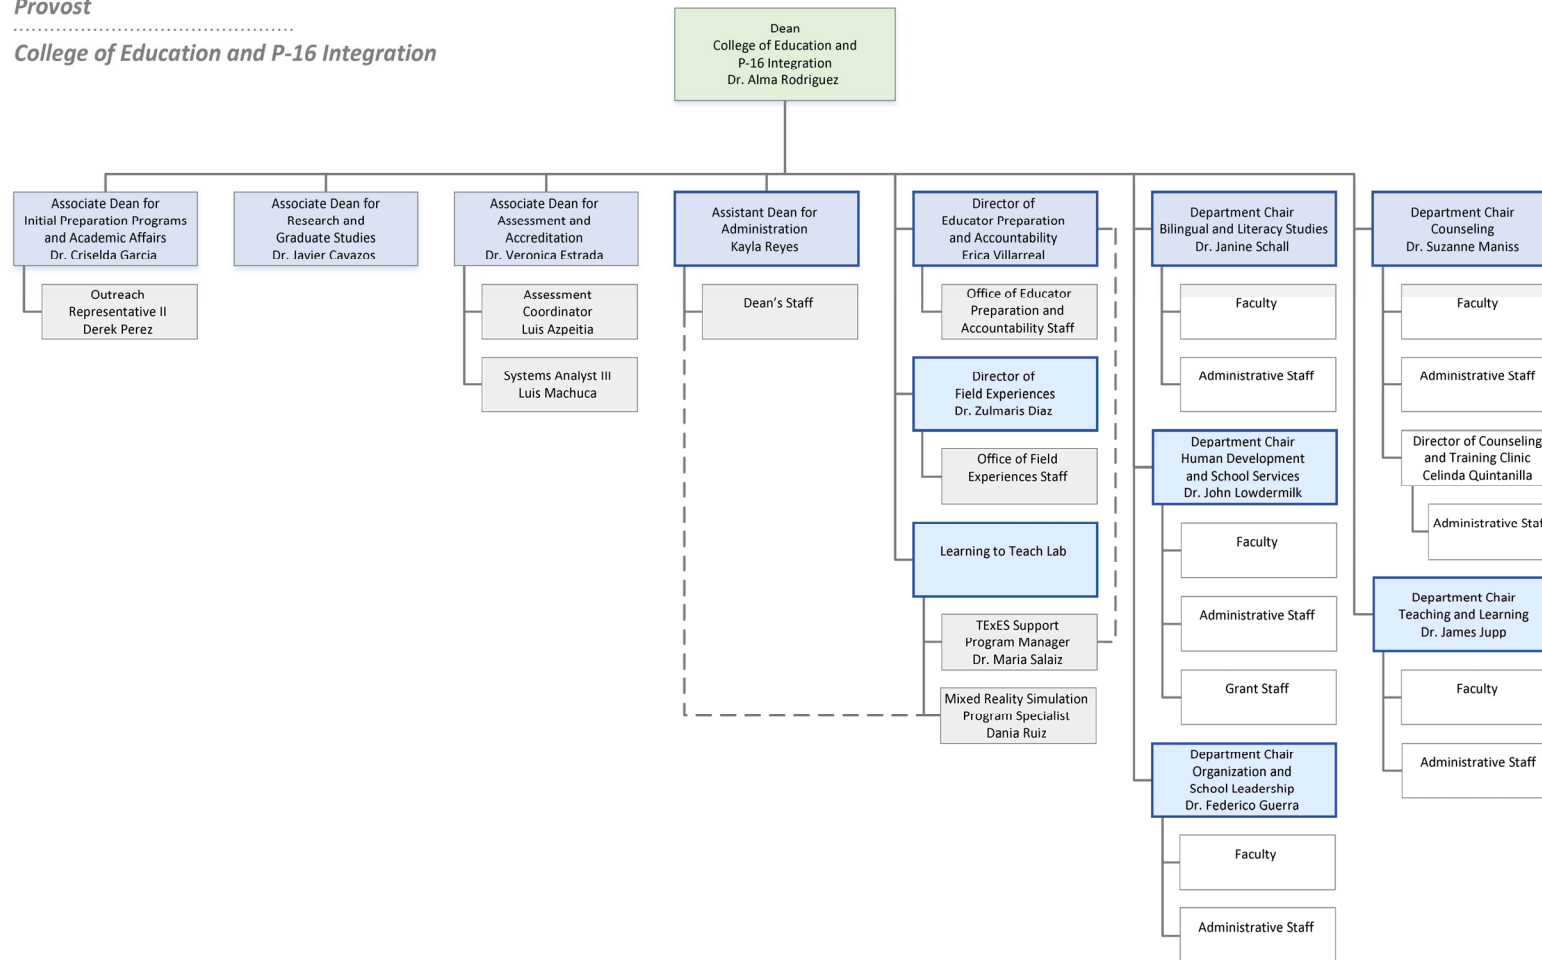 Provost
College of Education and P-16 Integration
Dean
College of Education and
P-16 Integration
Dr. Alma Rodriguez
Associate Dean for
Initial Preparation Programs
and Academic Affairs
Dr. Criselda Garcia
Outreach
Representative II
Derek Perez
Associate Dean for
Research and
Graduate Studies
Dr. Javier Cavazos
Associate Dean for
Assessment and
Accreditation
Dr. Veronica Estrada
Assessment
Coordinator
Luis Azpeitia
Systems Analyst III
Luis Machuca
Assistant Dean for
Administration
Kayla Reyes
Dean’s Staff
Director of
Educator Preparation
and Accountability
Erica Villarreal
Office of Educator
Preparation and
Accountability Staff
Director of
Field Experiences
Dr. Zulmaris Diaz
Office of Field
Experiences Staff
Learning to Teach Lab
TExES Support
Program Manager
Dr. Maria Salaiz
Mixed Reality Simulation
Program Specialist
Dania Ruiz
Department Chair
Bilingual and Literacy Studies
Dr. Janine Schall
Faculty
Administrative Staff
Department Chair
Human Development
and School Services
Dr. John Lowdermilk
Faculty
Administrative Staff
Grant Staff
Department Chair
Organization and
School Leadership
Dr. Federico Guerra
Faculty
Administrative Staff
Department Chair
Counseling
Dr. Suzanne Maniss
Faculty
Administrative Staff
Director of Counseling
and Training Clinic
Celinda Quintanilla
Administrative Staf
Department Chair
Teaching and Learning
Dr. James Jupp
Faculty
Administrative Staff